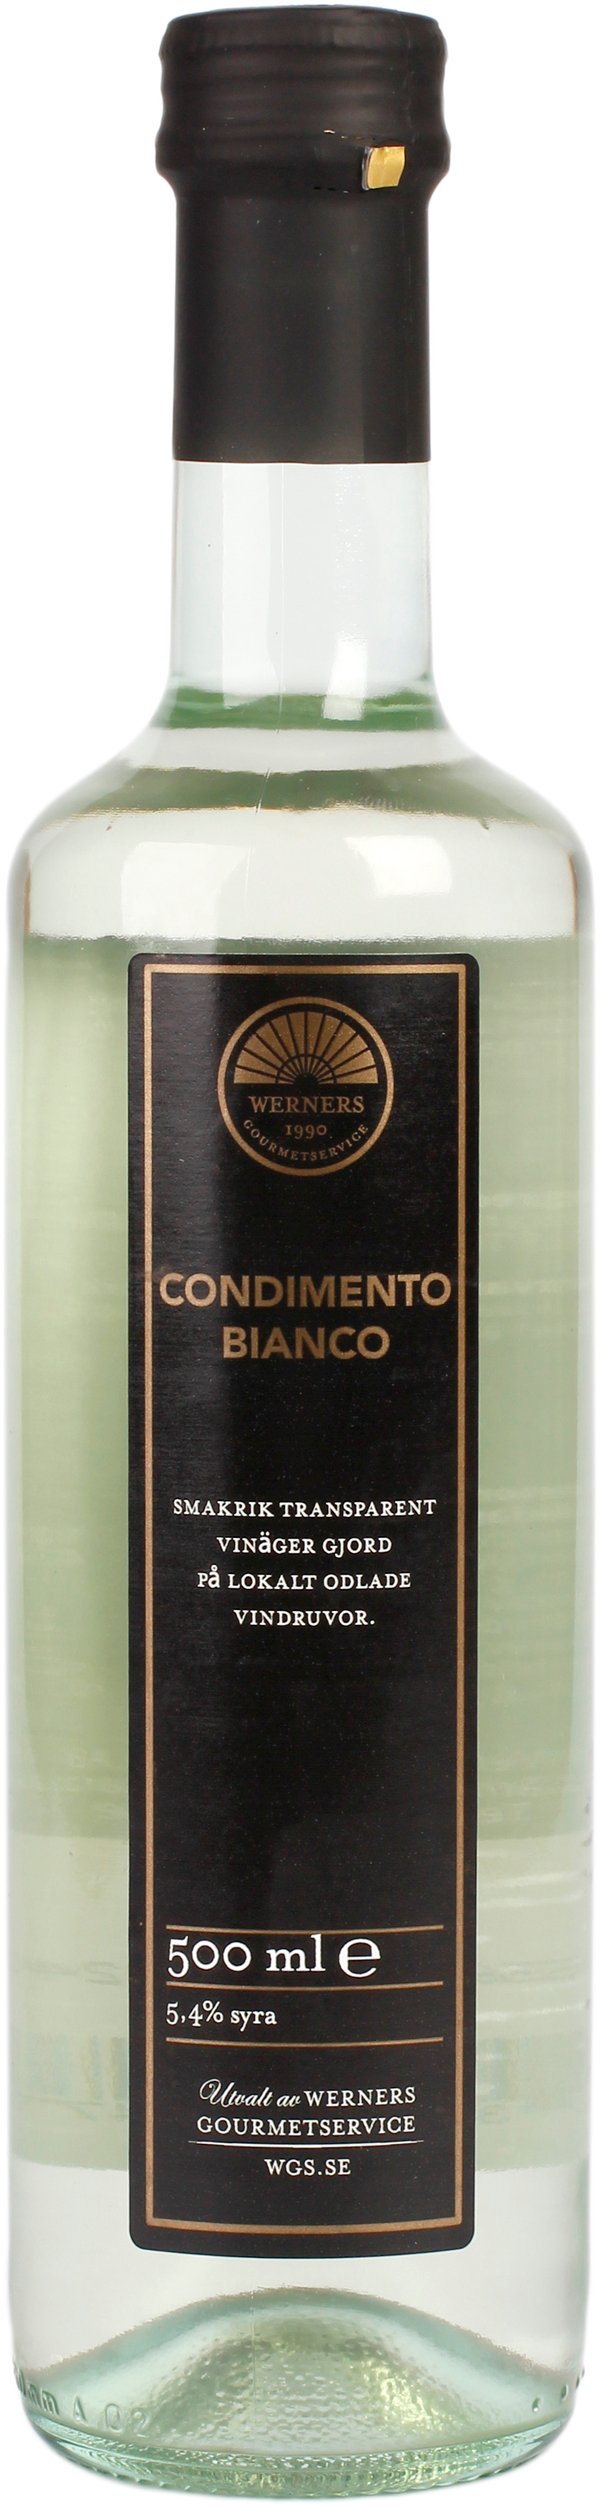 WERNERS
1990
GOURMETSERVICE
CONDIMENTO
BIANCO
SMAKRIK TRANSPARENT
VINÄGER GJORD
PÅ LOKALT ODLADE
VINDRUVOR.
500 ml e
5,4% syra
Utvalt av WERNERS
GOURMETSERVICE
WGS.SE